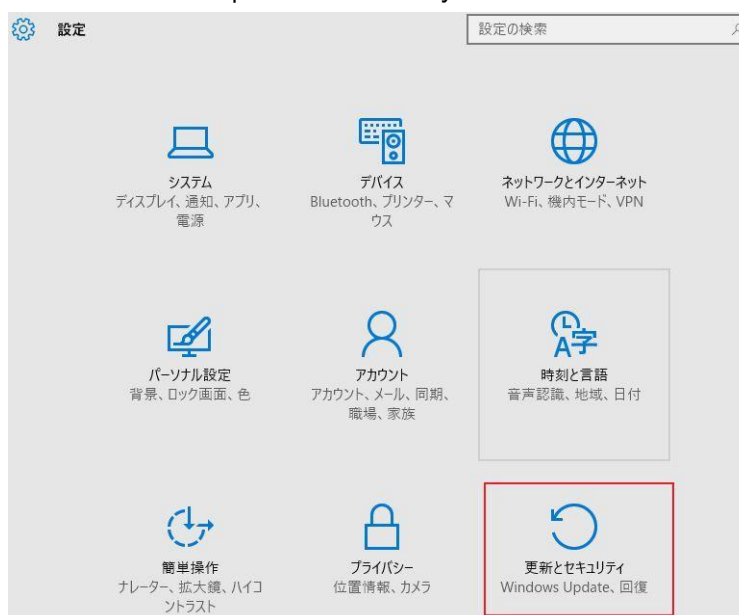 設定
設定の検索
システム
ディスプレイ、通知、アプリ、
電源
デバイス
Bluetooth、プリンター、マ
ウス
ネットワークとインターネット
Wi-Fi、機内モード、VPN
パーソナル設定
背景、ロック画面、色
アカウント
アカウント、メール、同期、
職場、家族
A字
時刻と言語
音声認識、地域、日付
簡単操作
ナレーター、拡大鏡、ハイコ
ントラスト
プライバシー
位置情報、カメラ
更新とセキュリティ
Windows Update、回復